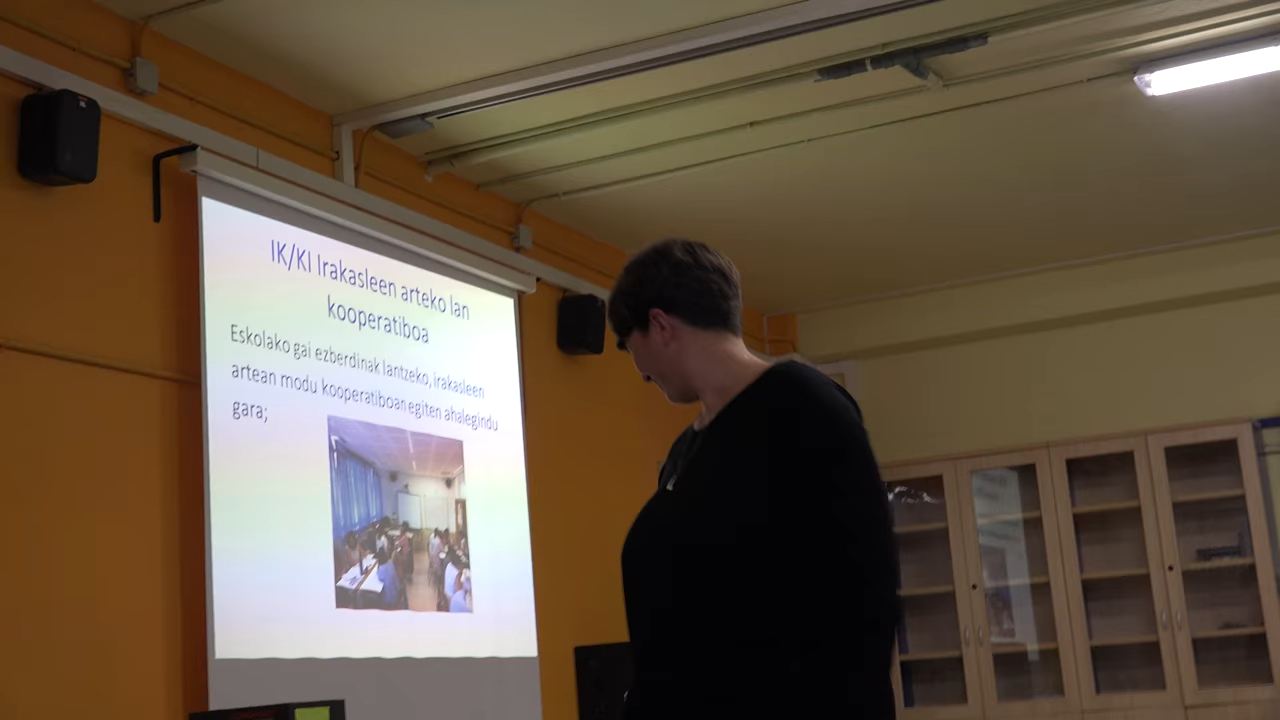 IK/KI Irakasleen arteko lan
kooperatiboa
Eskolako gai ezberdinak lantzeko, irakasleen
artean modu kooperatiboan egiten ahalegindu
gara;